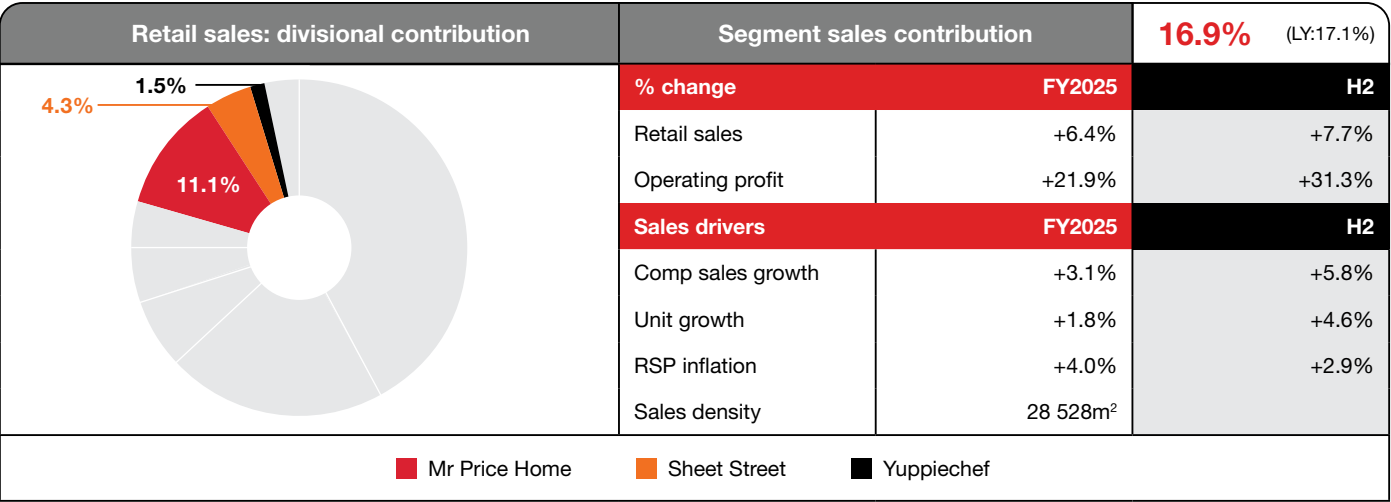 Retail sales: divisional contribution
Segment sales contribution
16.9% (LY:17.1%)
1.5%
4.3%
11.1%
% change FY2025 H2
Retail sales +6.4% +7.7%
Operating profit +21.9% +31.3%
Sales drivers FY2025 H2
Comp sales growth +3.1% +5.8%
Unit growth +1.8% +4.6%
RSP inflation +4.0% +2.9%
Sales density 28 528m²
Mr Price Home Sheet Street Yuppiechef